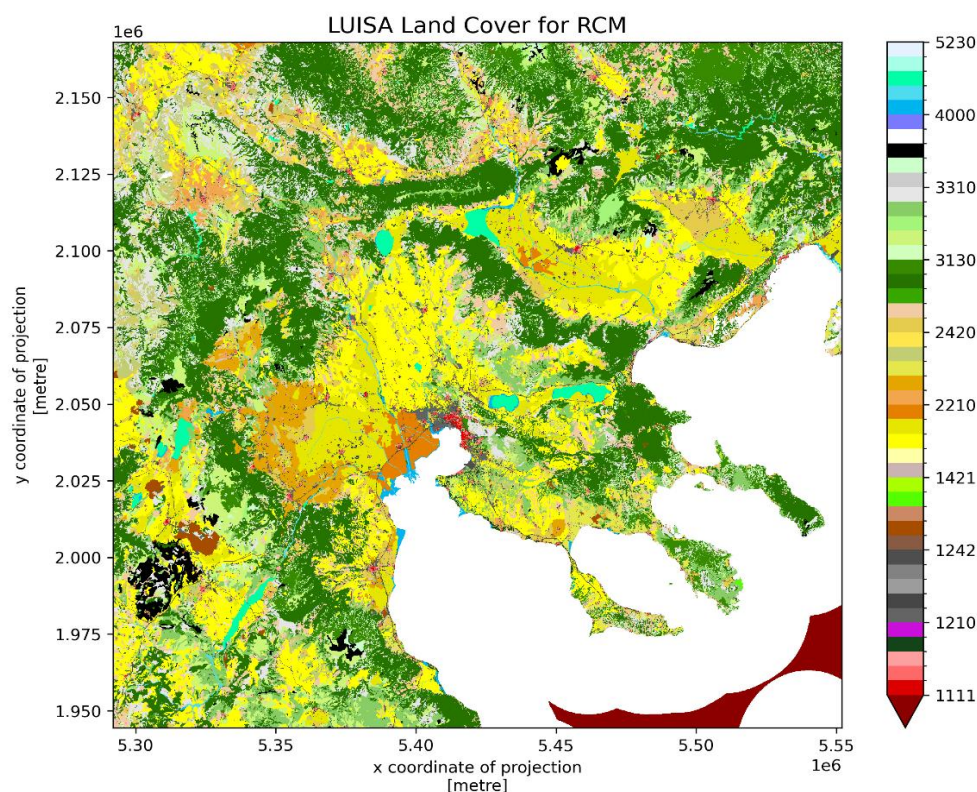 LUISA Land Cover for RCM
1e6
2.150
2.125
2.100
2.075
2.050
2.025
2.000
1.975
1.950
y coordinate of projection
[metre]
5.30 5.35 5.40 5.45 5.50 5.55
1e6
x coordinate of projection
[metre]
5230
4000
3310
3130
2420
2210
1421
1242
1210
1111